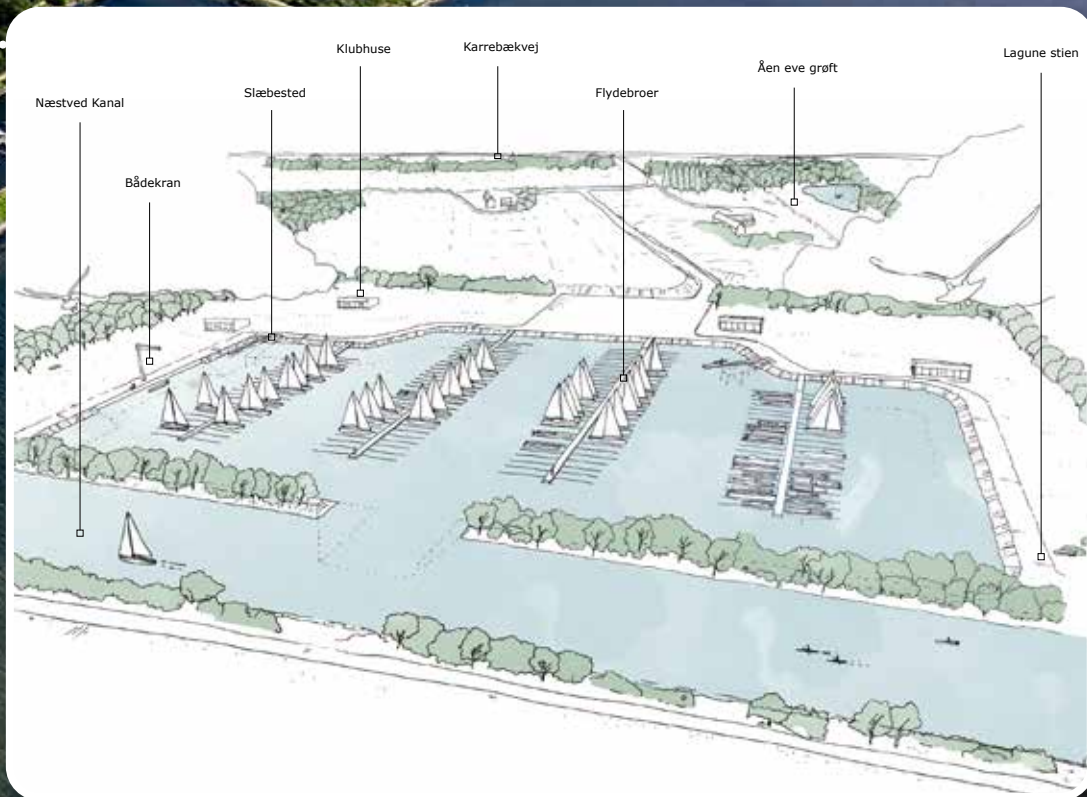 Klubhuse
Karrebækvej
Lagune stien
Åen eve grøft
Næstved Kanal
Slæbested
Flydebroer
Bådekran